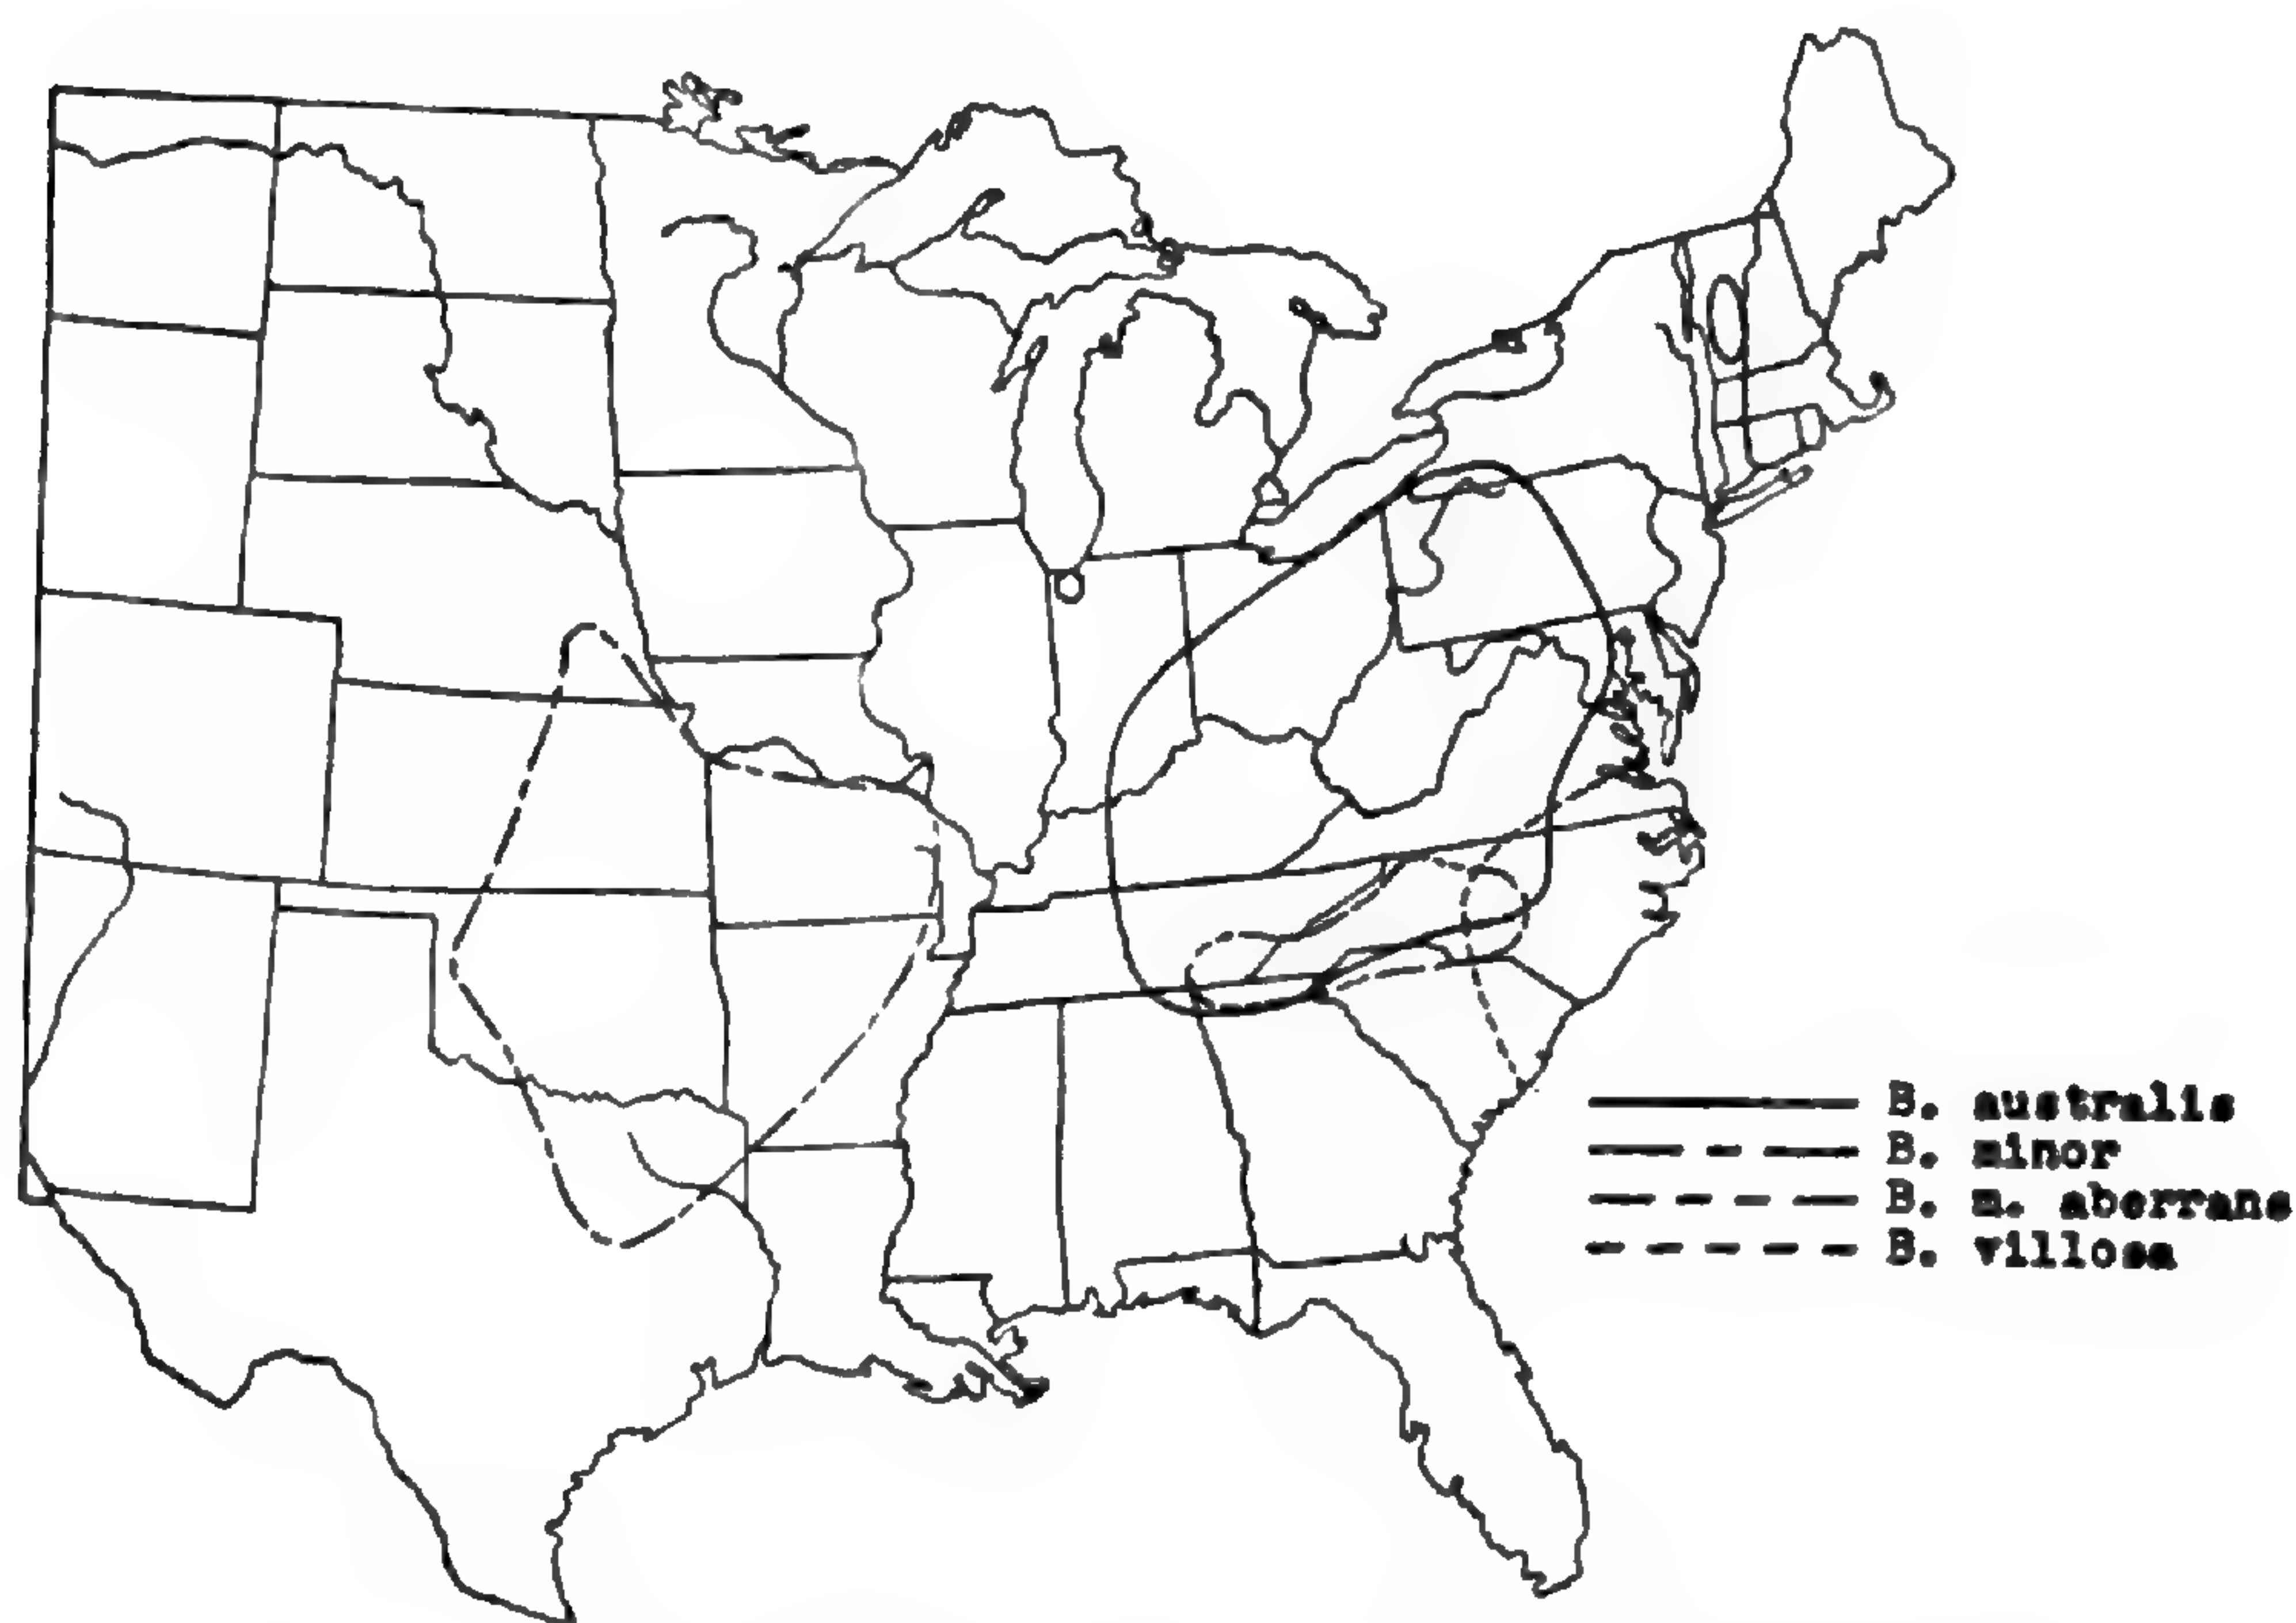 B. australis
B. minor
B. m. aberrans
B. villosa